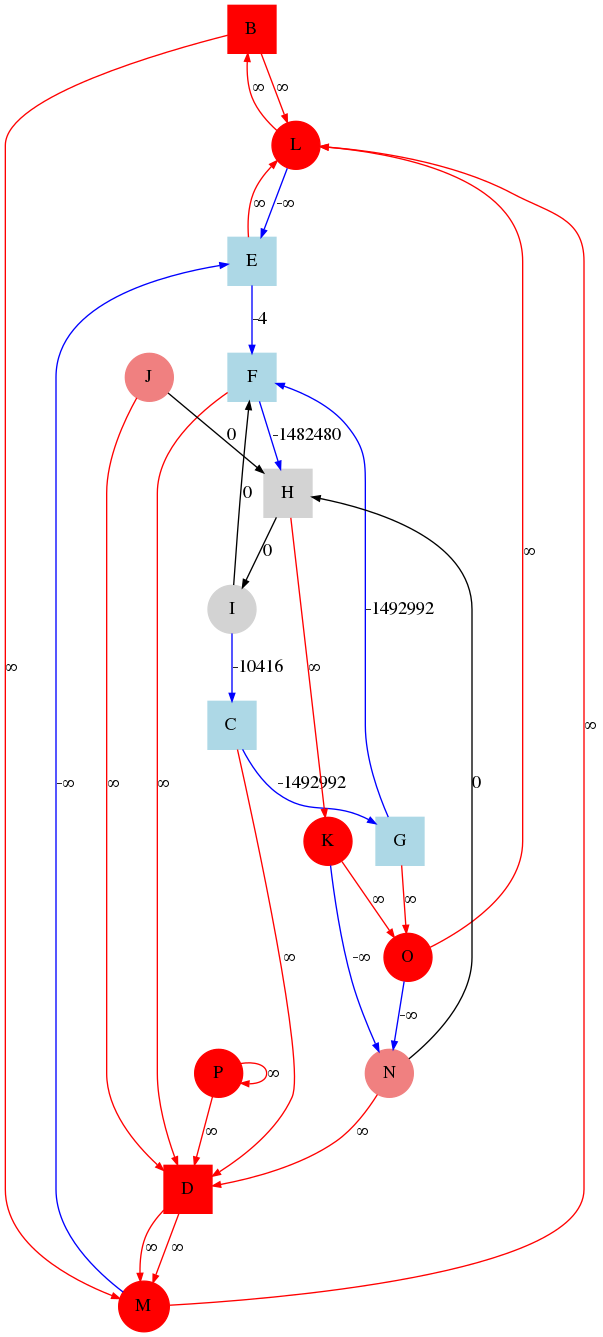 B
∞ ∞
L
∞ -∞
E
-4
J F
0 -1482480
0 H
0
I -1492992
∞ -10416 ∞ ∞
C
-∞ ∞ ∞ -1492992 0
K G
∞ ∞
∞ -∞ O
-∞
P ∞ N
∞ ∞
D
∞ ∞
M
∞
∞